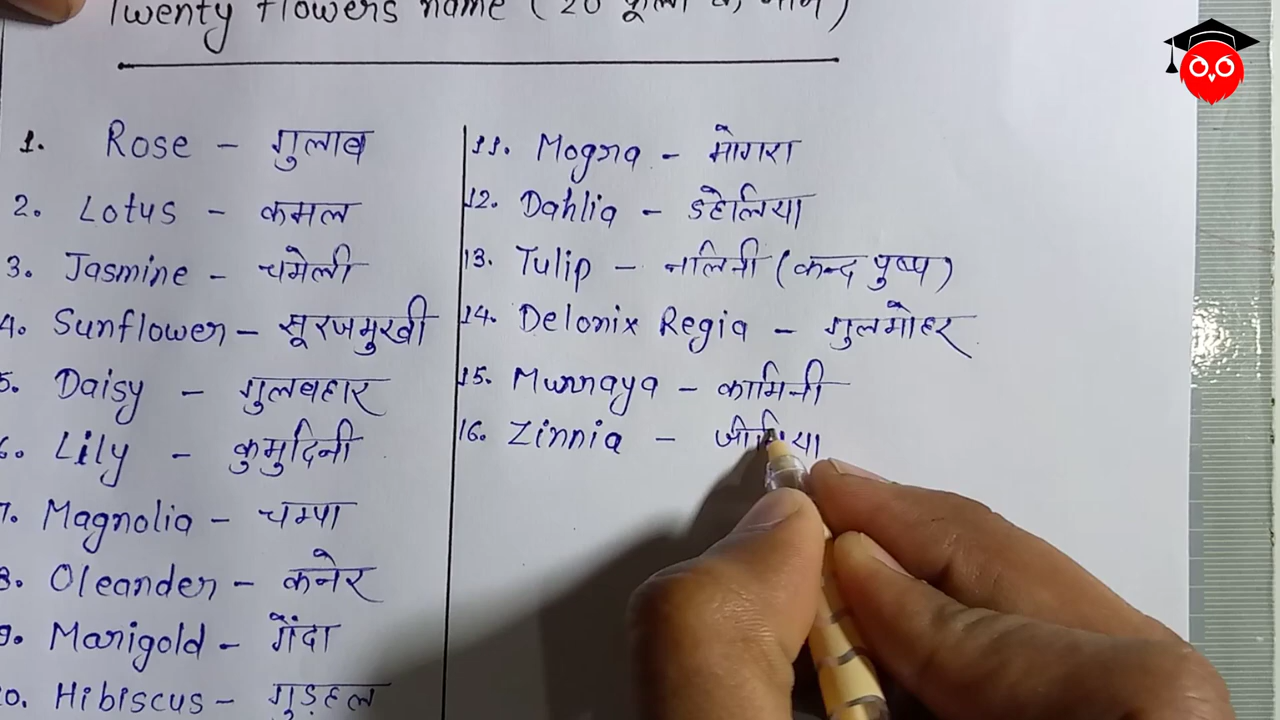 Twenty flowers name (20 फूलों के नाम)
1. Rose - गुलाब
2. Lotus - कमल
3. Jasmine - चमेली
4. Sunflower - सूरजमुखी
5. Daisy - गुलबहार
6. Lily - कुमुदिनी
7. Magnolia - चम्पा
8. Oleander - कनेर
9. Marigold - गेंदा
10. Hibiscus - गुड़हल
11. Mogra - मोगरा
12. Dahlia - डहेलिया
13. Tulip - नलिनी (कन्द पुष्प)
14. Delonix Regia - गुलमोहर
15. Murraya - कामिनी
16. Zinnia -